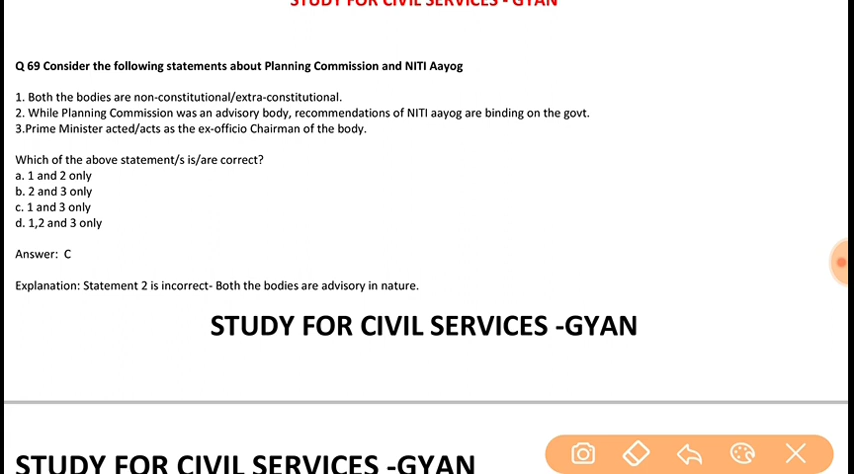 STUDY FOR CIVIL SERVICES - GYAN
Q 69 Consider the following statements about Planning Commission and NITI Aayog
1. Both the bodies are non-constitutional/extra-constitutional.
2. While Planning Commission was an advisory body, recommendations of NITI aayog are binding on the govt.
3.Prime Minister acted/acts as the ex-officio Chairman of the body.
Which of the above statement/s is/are correct?
a. 1 and 2 only
b. 2 and 3 only
c. 1 and 3 only
d. 1,2 and 3 only
Answer: C
Explanation: Statement 2 is incorrect- Both the bodies are advisory in nature.
STUDY FOR CIVIL SERVICES -GYAN
STUDY FOR CIVIL SERVICES -GYAN